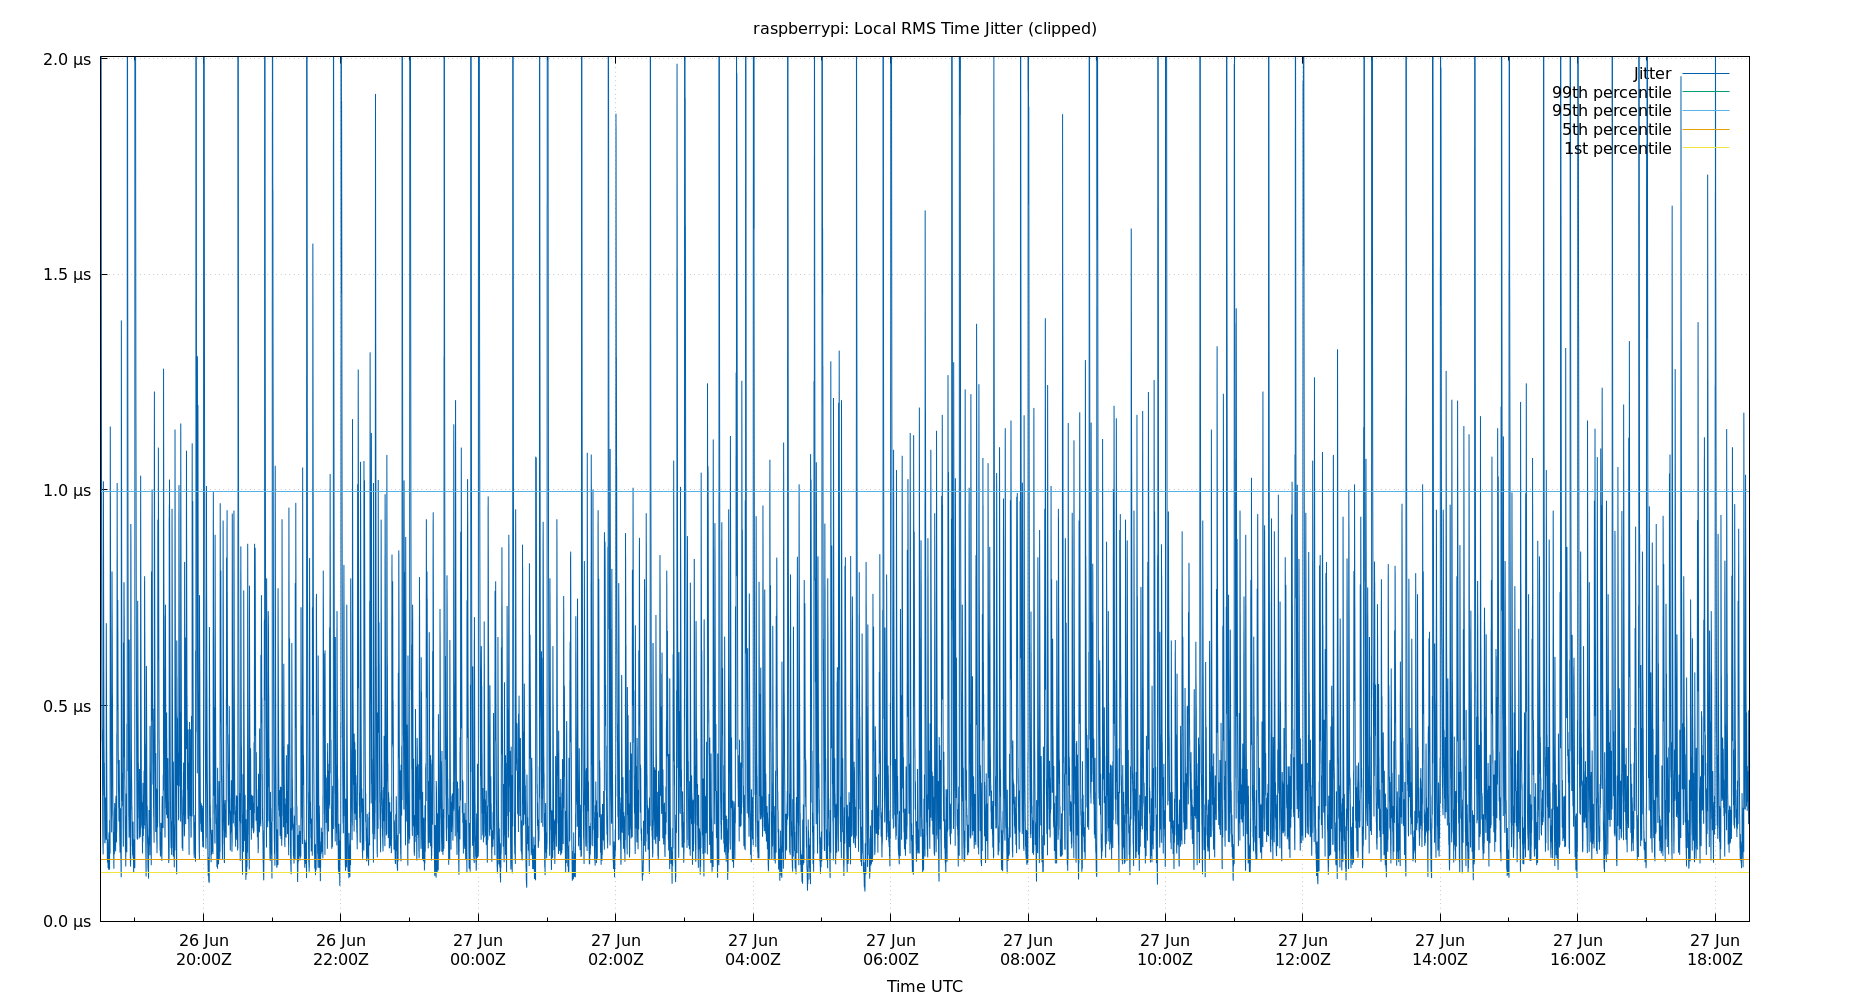 raspberrypi: Local RMS Time Jitter (clipped)
2.0 μs
1.5 μs
1.0 μs
0.5 μs
0.0 μs
Jitter
99th percentile
95th percentile
5th percentile
1st percentile
26 Jun 26 Jun 27 Jun 27 Jun 27 Jun 27 Jun 27 Jun 27 Jun 27 Jun 27 Jun 27 Jun 27 Jun
20:00Z 22:00Z 00:00Z 02:00Z 04:00Z 06:00Z 08:00Z 10:00Z 12:00Z 14:00Z 16:00Z 18:00Z
Time UTC